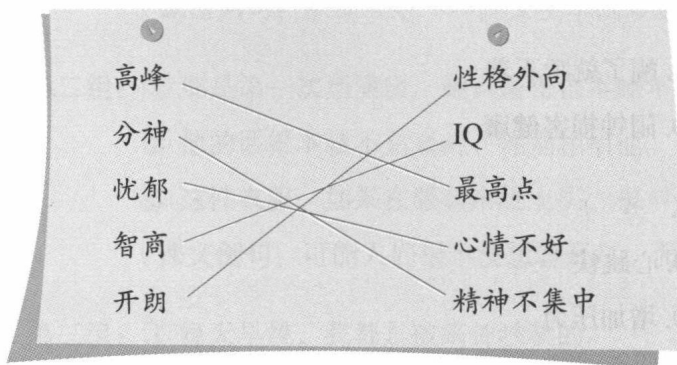 高峰 性格外向
分神 IQ
忧郁 最高点
智商 心情不好
开朗 精神不集中